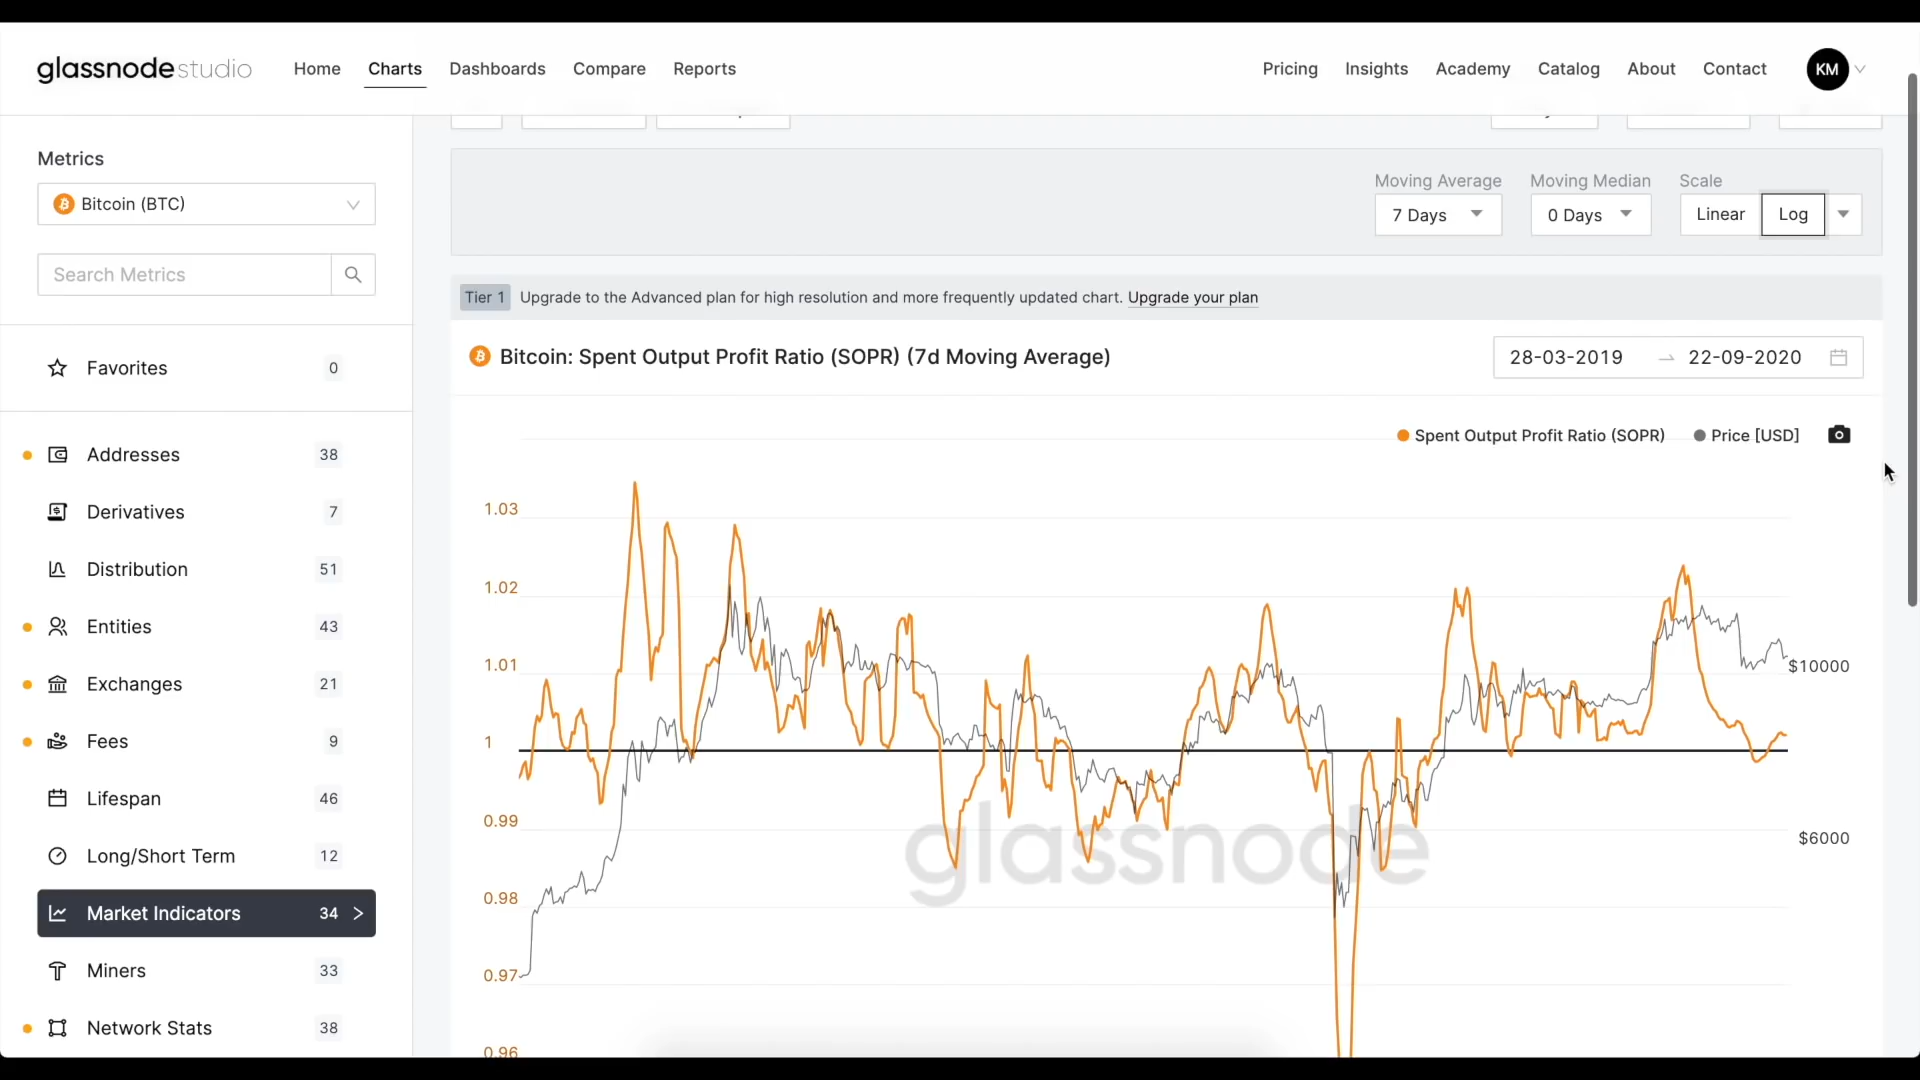 glassnodestudio Home Charts Dashboards Compare Reports Pricing Insights Academy Catalog About Contact KM
Metrics
Bitcoin (BTC)
Search Metrics
Favorites 0
Addresses 38
Derivatives 7
Distribution 51
Entities 43
Exchanges 21
Fees 9
Lifespan 46
Long/Short Term 12
Market Indicators 34
Miners 33
Network Stats 38
Moving Average Moving Median Scale
7 Days 0 Days Linear Log
Tier 1 Upgrade to the Advanced plan for high resolution and more frequently updated chart. Upgrade your plan
Bitcoin: Spent Output Profit Ratio (SOPR) (7d Moving Average) 28-03-2019 → 22-09-2020
Spent Output Profit Ratio (SOPR) Price [USD]
1.03
1.02
1.01
$10000
1
0.99
$6000
glassnode
0.98
0.97
0.96